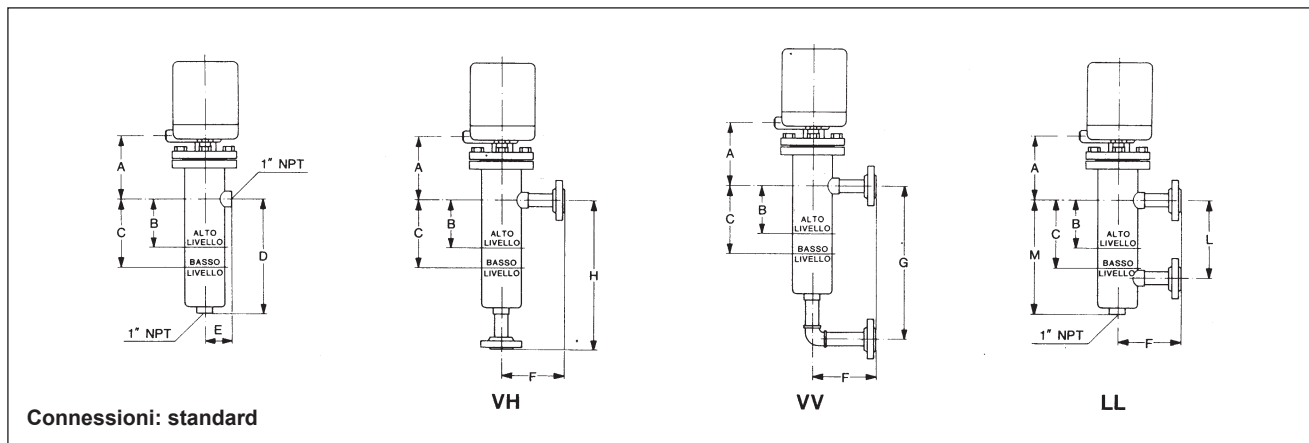 A
1" NPT
B
C
ALTO
LIVELLO
BASSO
LIVELLO
D
1" NPT
E
A
B
C
ALTO
LIVELLO
BASSO
LIVELLO
H
F
VH
A
B
C
ALTO
LIVELLO
BASSO
LIVELLO
G
F
VV
A
B
C
M
ALTO
LIVELLO
BASSO
LIVELLO
L
1" NPT
F
LL
Connessioni: standard